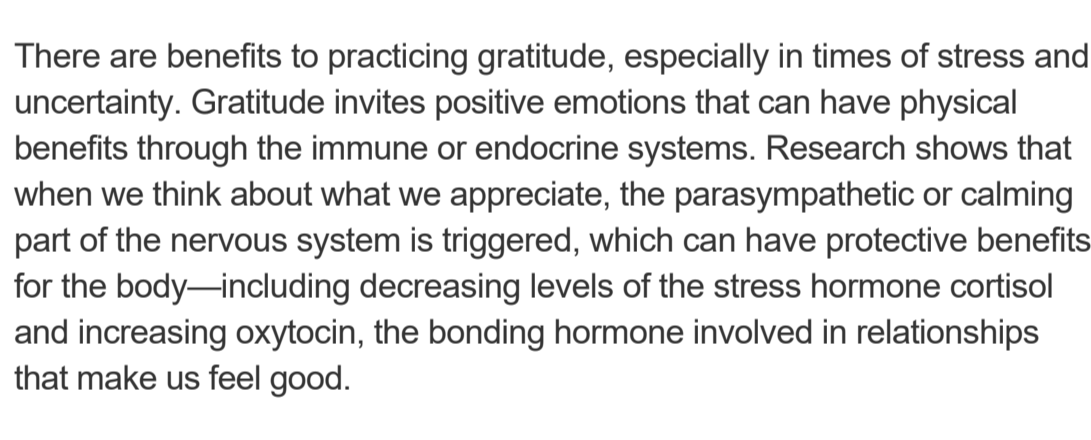 There are benefits to practicing gratitude, especially in times of stress and
uncertainty. Gratitude invites positive emotions that can have physical
benefits through the immune or endocrine systems. Research shows that
when we think about what we appreciate, the parasympathetic or calming
part of the nervous system is triggered, which can have protective benefits
for the body—including decreasing levels of the stress hormone cortisol
and increasing oxytocin, the bonding hormone involved in relationships
that make us feel good.